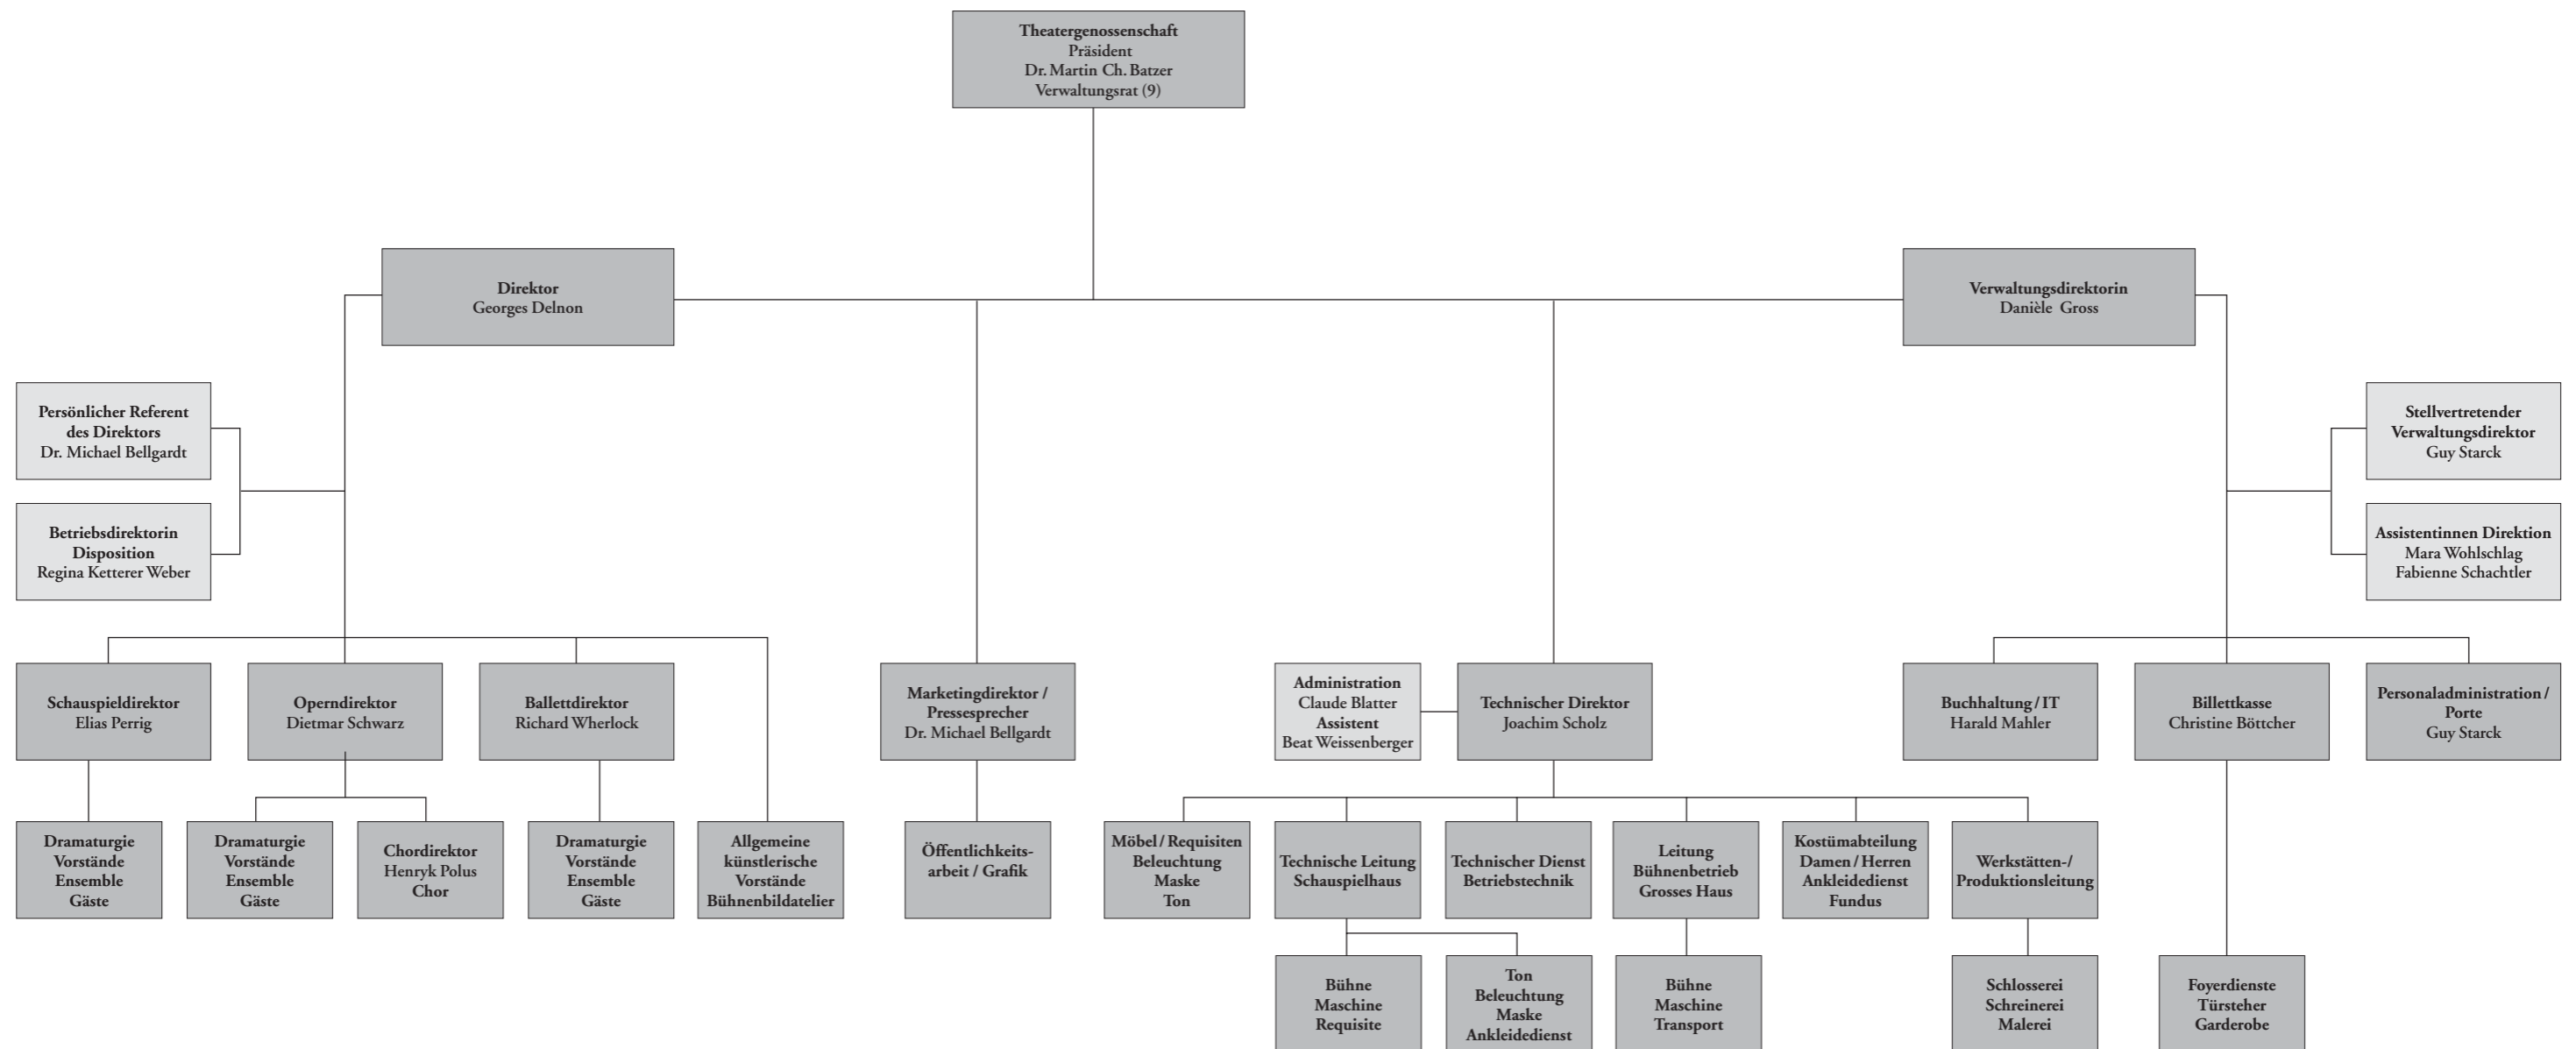 Theatergenossenschaft
Präsident
Dr. Martin Ch. Batzer
Verwaltungsrat (9)
Direktor
Georges Delnon
Verwaltungsdirektorin
Danièle Gross
Persönlicher Referent
des Direktors
Dr. Michael Bellgardt
Betriebsdirektorin
Disposition
Regina Ketterer Weber
Stellvertretender
Verwaltungsdirektor
Guy Starck
Assistentinnen Direktion
Mara Wohlschlag
Fabienne Schachtler
Schauspieldirektor
Elias Perrig
Operndirektor
Dietmar Schwarz
Ballettdirektor
Richard Wherlock
Marketingdirektor /
Pressesprecher
Dr. Michael Bellgardt
Administration
Claude Blatter
Assistent
Beat Weissenberger
Technischer Direktor
Joachim Scholz
Buchhaltung / IT
Harald Mahler
Billettkasse
Christine Böttcher
Personaladministration /
Porte
Guy Starck
Dramaturgie
Vorstände
Ensemble
Gäste
Dramaturgie
Vorstände
Ensemble
Gäste
Chordirektor
Henryk Polus
Chor
Dramaturgie
Vorstände
Ensemble
Gäste
Allgemeine
künstlerische
Vorstände
Bühnenbildatelier
Öffentlichkeits-
arbeit / Grafik
Möbel / Requisiten
Beleuchtung
Maske
Ton
Technische Leitung
Schauspielhaus
Technischer Dienst
Betriebstechnik
Leitung
Bühnenbetrieb
Grosses Haus
Kostümabteilung
Damen / Herren
Ankleidedienst
Fundus
Werkstätten-/
Produktionsleitung
Bühne
Maschine
Requisite
Ton
Beleuchtung
Maske
Ankleidedienst
Bühne
Maschine
Transport
Schlosserei
Schreinerei
Malerei
Foyerdienste
Türsteher
Garderobe